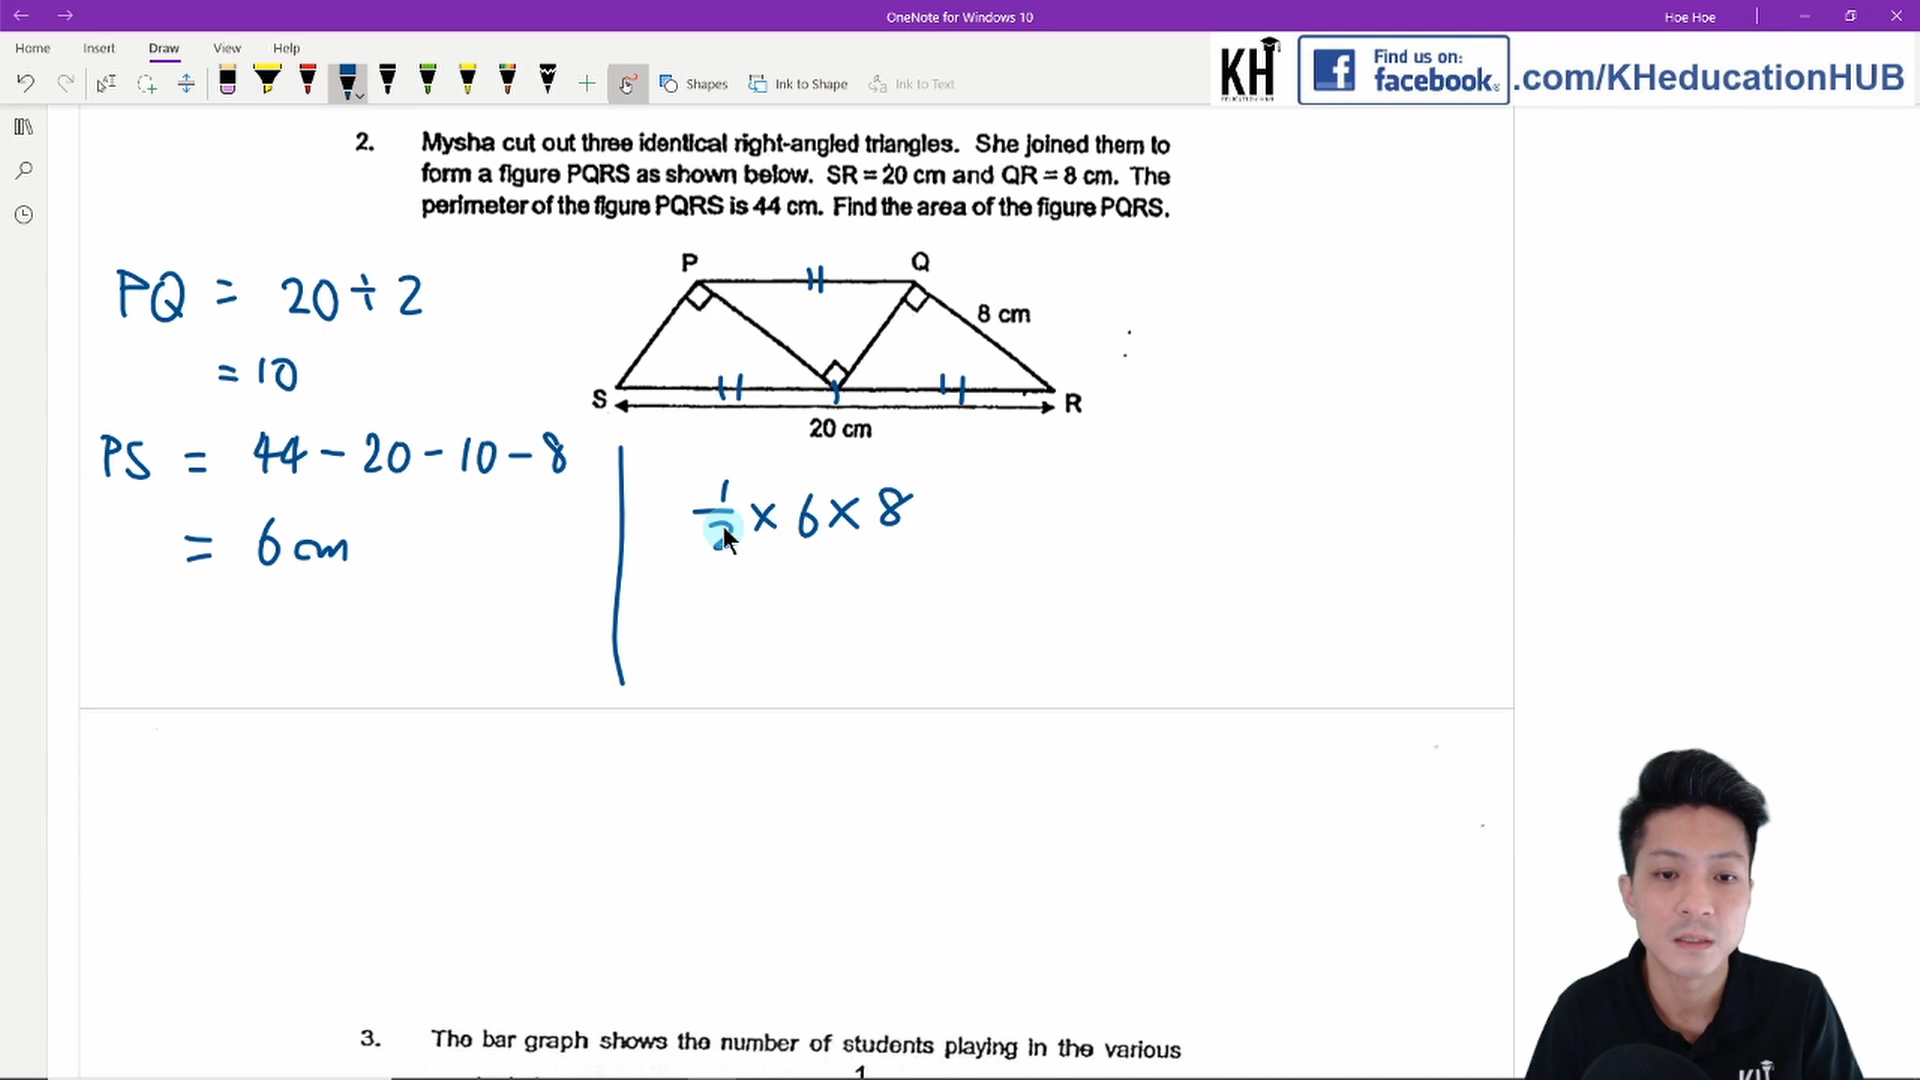 OneNote for Windows 10
Hoe Hoe
Home Insert Draw View Help
Shapes Ink to Shape Ink to Text
KH
Find us on:
facebook .com/KHeducationHUB
2. Mysha cut out three identical right-angled triangles. She joined them to
form a figure PQRS as shown below. SR = 20 cm and QR = 8 cm. The
perimeter of the figure PQRS is 44 cm. Find the area of the figure PQRS.
P Q
8 cm
S R
20 cm
PQ = 20 ÷ 2
= 10
PS = 44 - 20 - 10 - 8
= 6 cm
1/2 × 6 × 8
3. The bar graph shows the number of students playing in the various
1
KH